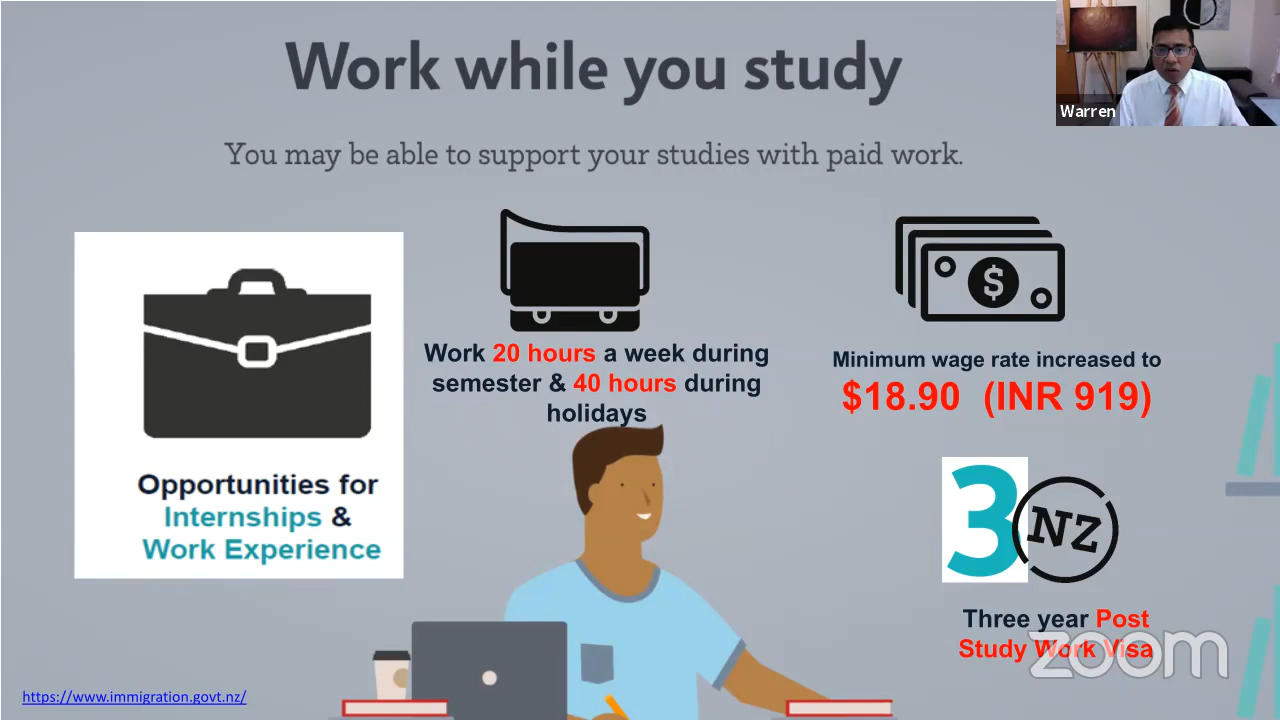 Work while you study
Warren
You may be able to support your studies with paid work.
$
Work 20 hours a week during
semester & 40 hours during
holidays
Minimum wage rate increased to
$18.90 (INR 919)
Opportunities for
Internships &
Work Experience
3 NZ
Three year Post
Study Work Visa
zoom
https://www.immigration.govt.nz/